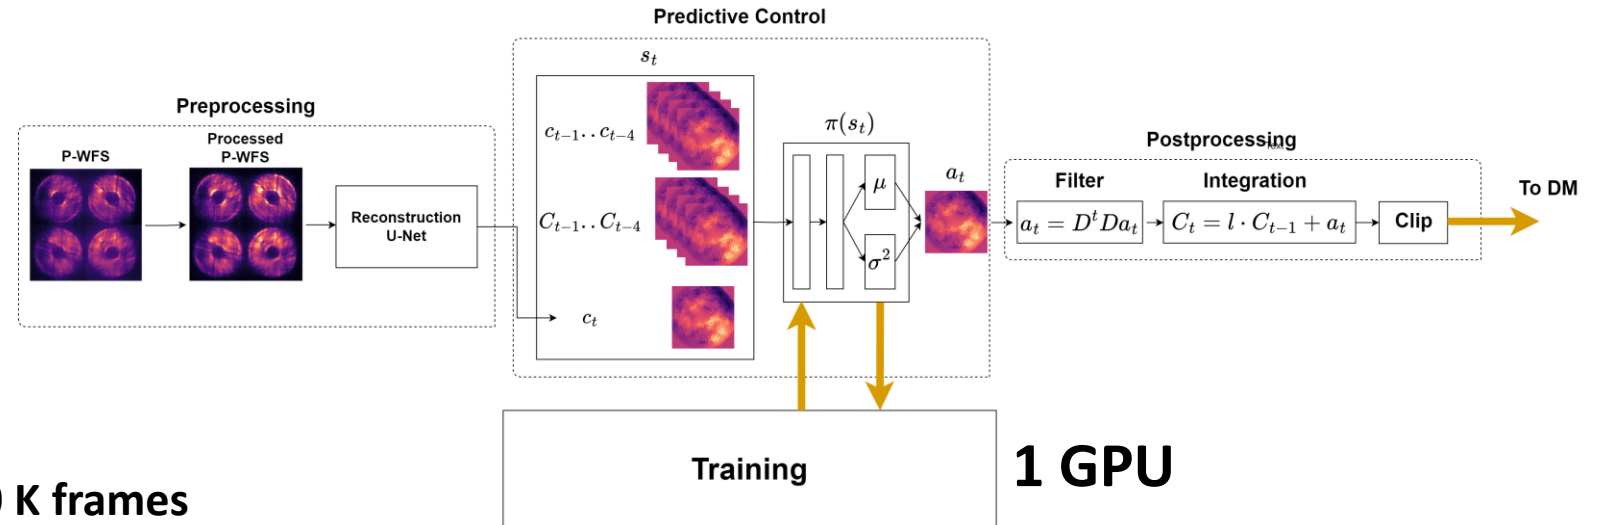 Predictive Control
s_t
Preprocessing
P-WFS
Processed
P-WFS
Reconstruction
U-Net
c_{t-1}..c_{t-4}
C_{t-1}..C_{t-4}
c_t
π(s_t)
μ
σ^2
a_t
Postprocessing
Text
Filter
Integration
a_t = D^t D a_t
C_t = l · C_{t-1} + a_t
Clip
To DM
Training
1 GPU
K frames